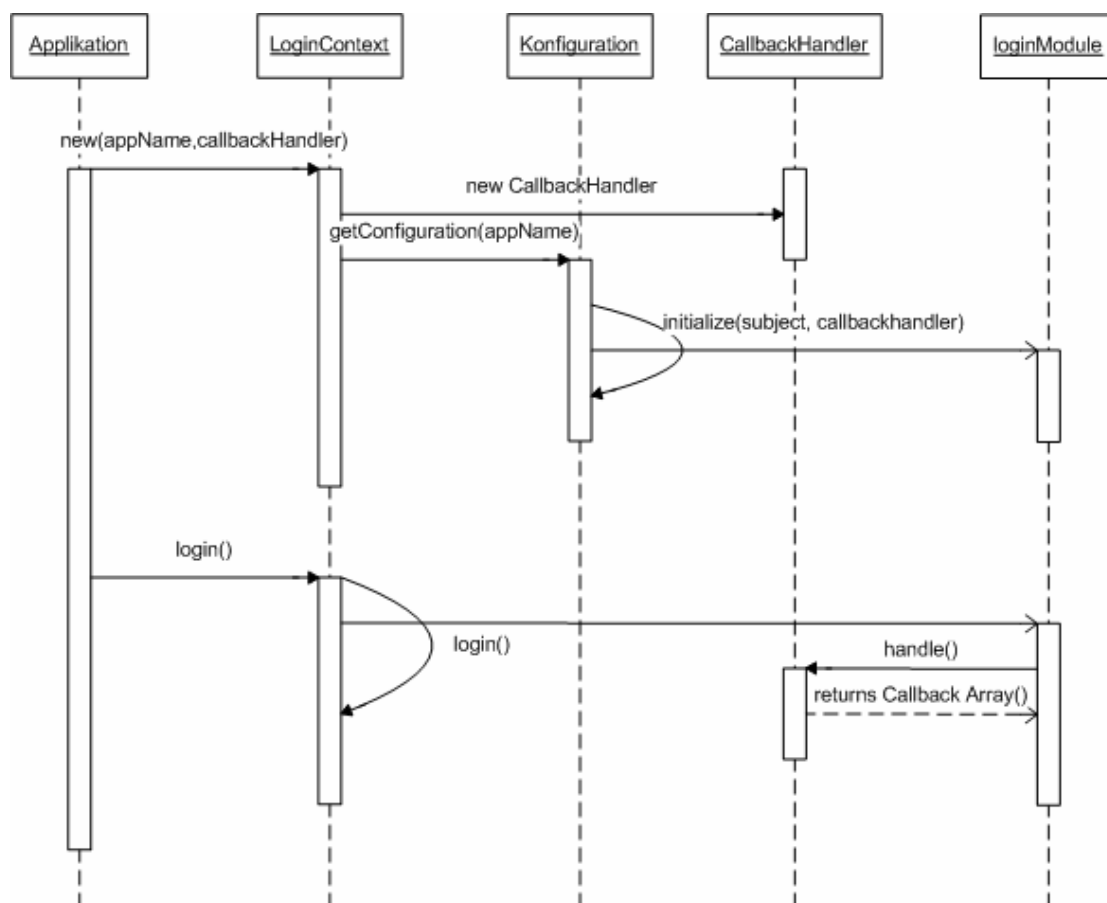 Applikation
LoginContext
Konfiguration
CallbackHandler
loginModule
new(appName,callbackHandler)
new CallbackHandler
getConfiguration(appName)
initialize(subject, callbackhandler)
login()
login()
handle()
returns Callback Array()